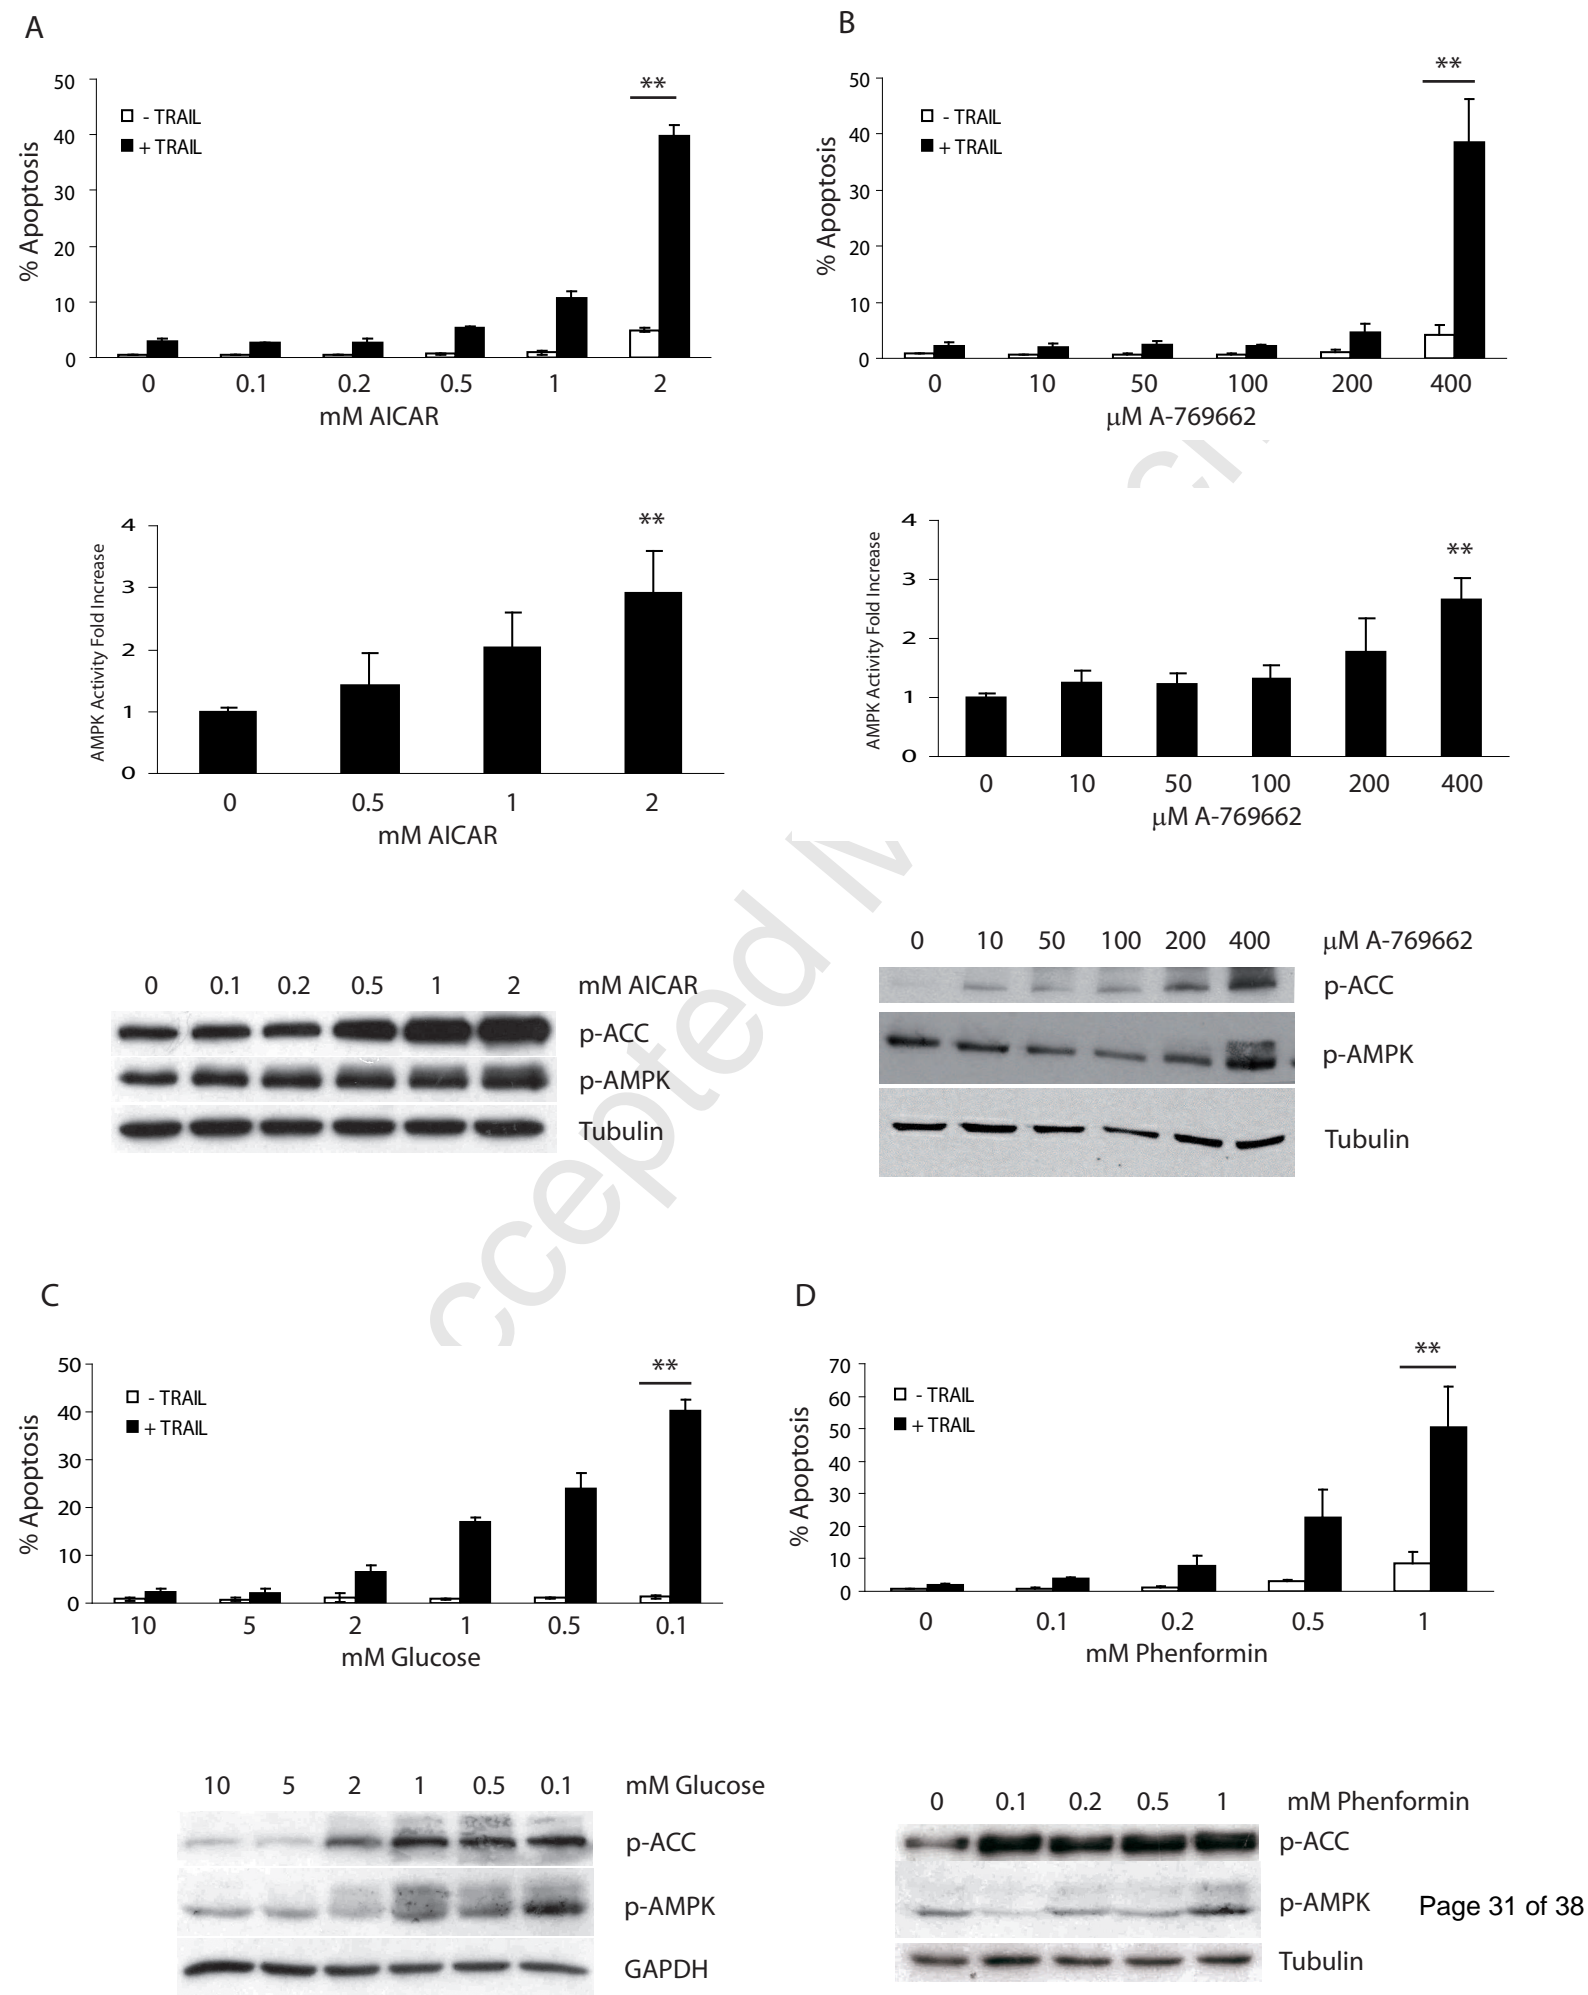 A
50
40
30
20
10
0
% Apoptosis
- TRAIL
+ TRAIL
**
0 0.1 0.2 0.5 1 2
mM AICAR
B
50
40
30
20
10
0
% Apoptosis
- TRAIL
+ TRAIL
**
0 10 50 100 200 400
μM A-769662
4
3
2
1
0
AMPK Activity Fold Increase
**
0 0.5 1 2
mM AICAR
4
3
2
1
0
AMPK Activity Fold Increase
**
0 10 50 100 200 400
μM A-769662
0 0.1 0.2 0.5 1 2 mM AICAR
p-ACC
p-AMPK
Tubulin
0 10 50 100 200 400 μM A-769662
p-ACC
p-AMPK
Tubulin
ccepted M
C
50
40
30
20
10
0
% Apoptosis
- TRAIL
+ TRAIL
**
10 5 2 1 0.5 0.1
mM Glucose
D
70
60
50
40
30
20
10
0
% Apoptosis
- TRAIL
+ TRAIL
**
0 0.1 0.2 0.5 1
mM Phenformin
10 5 2 1 0.5 0.1 mM Glucose
p-ACC
p-AMPK
GAPDH
0 0.1 0.2 0.5 1 mM Phenformin
p-ACC
p-AMPK
Tubulin
Page 31 of 38